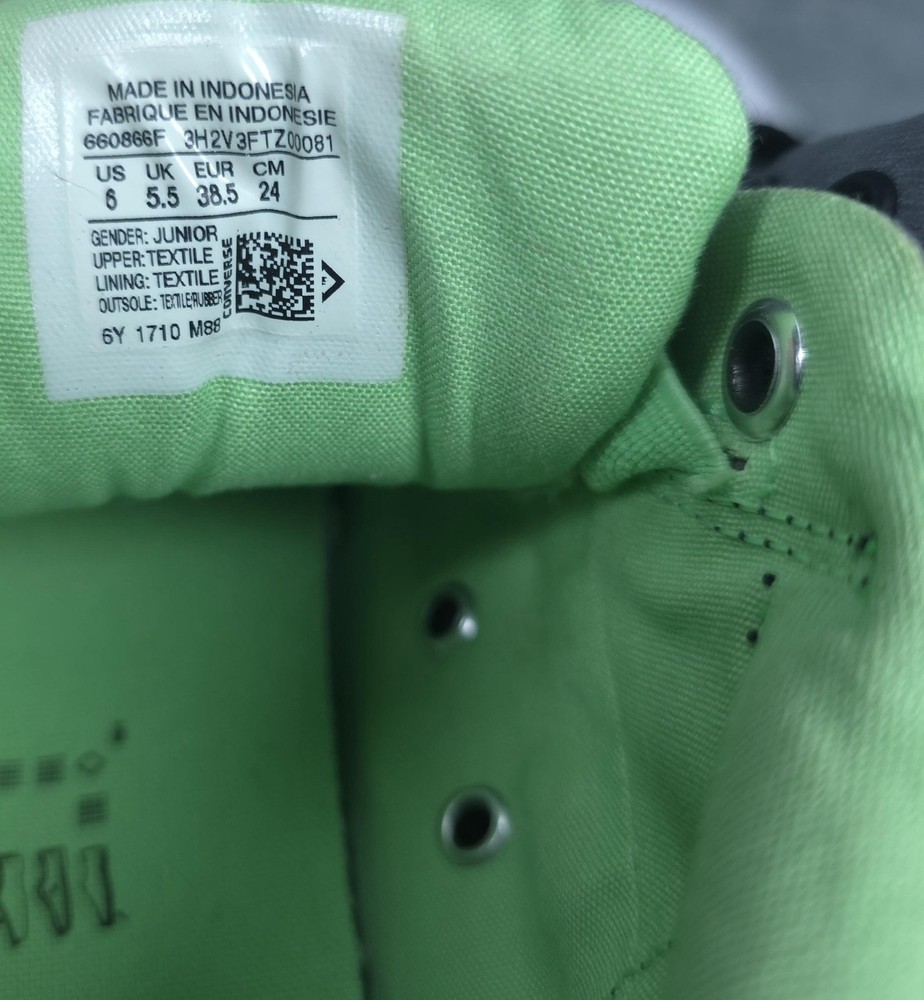 MADE IN INDONESIA
FABRIQUE EN INDONESIE
660866F 3H2V3FTZ00081
US UK EUR CM
6 5.5 38.5 24
GENDER: JUNIOR
UPPER: TEXTILE
LINING: TEXTILE
OUTSOLE: TEXTILE/RUBBER
CONVERSE
6Y 1710 M88